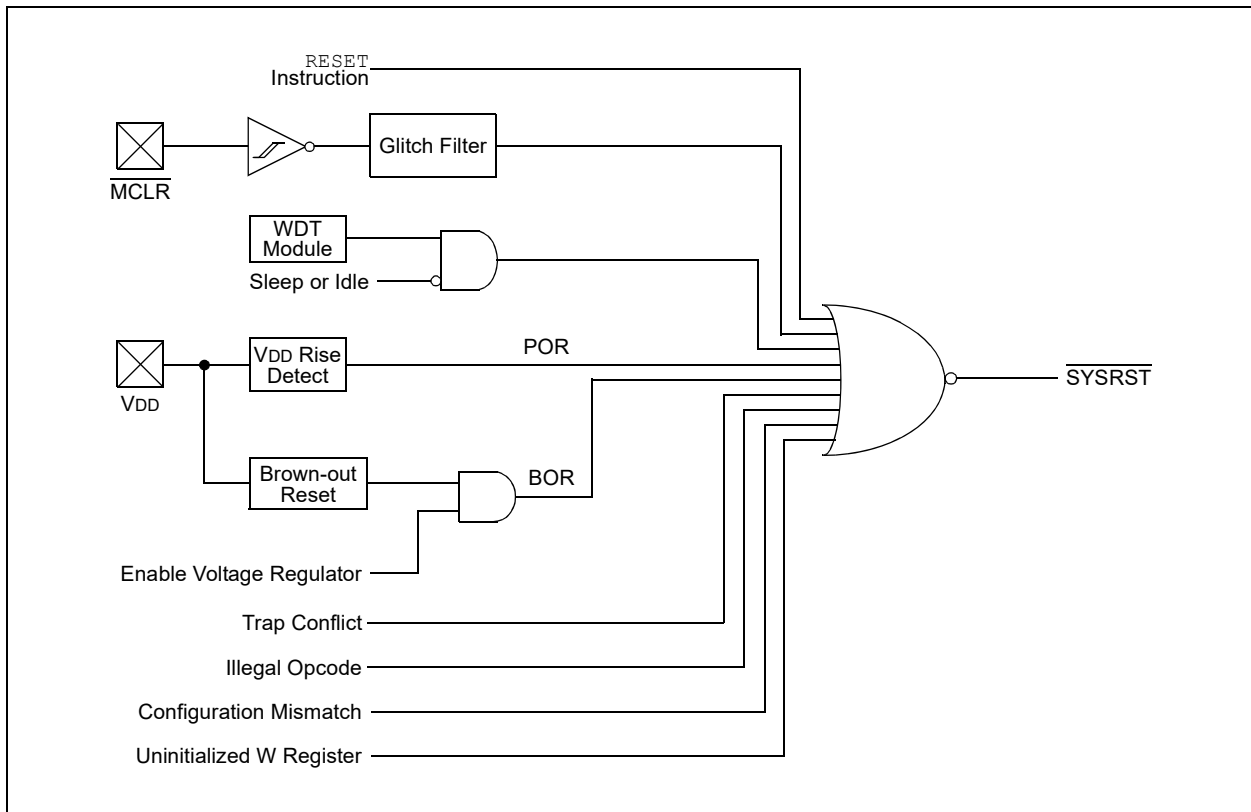 RESET
Instruction
MCLR
Glitch Filter
WDT
Module
Sleep or Idle
VDD
VDD Rise
Detect
POR
Brown-out
Reset
BOR
Enable Voltage Regulator
Trap Conflict
Illegal Opcode
Configuration Mismatch
Uninitialized W Register
SYSRST